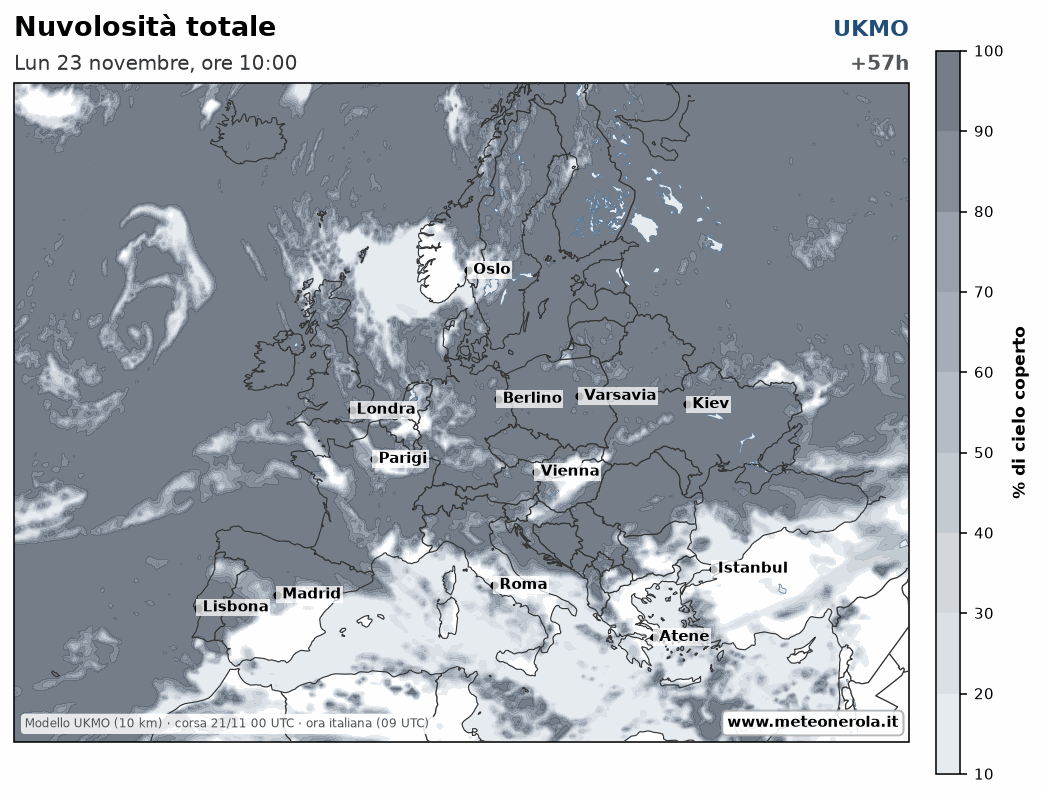 Nuvolosità totale
UKMO
Lun 23 novembre, ore 10:00
+57h
100
90
80
70
60
50
40
30
20
10
% di cielo coperto
Oslo
Berlino
Varsavia
Kiev
Londra
Parigi
Vienna
Istanbul
Roma
Madrid
Lisbona
Atene
Modello UKMO (10 km) · corsa 21/11 00 UTC · ora italiana (09 UTC)
www.meteonerola.it